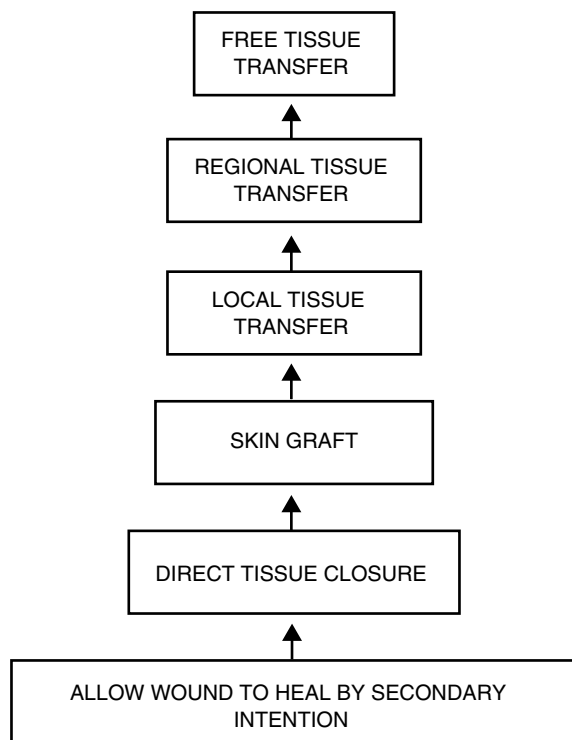 FREE TISSUE
TRANSFER
REGIONAL TISSUE
TRANSFER
LOCAL TISSUE
TRANSFER
SKIN GRAFT
DIRECT TISSUE CLOSURE
ALLOW WOUND TO HEAL BY SECONDARY
INTENTION